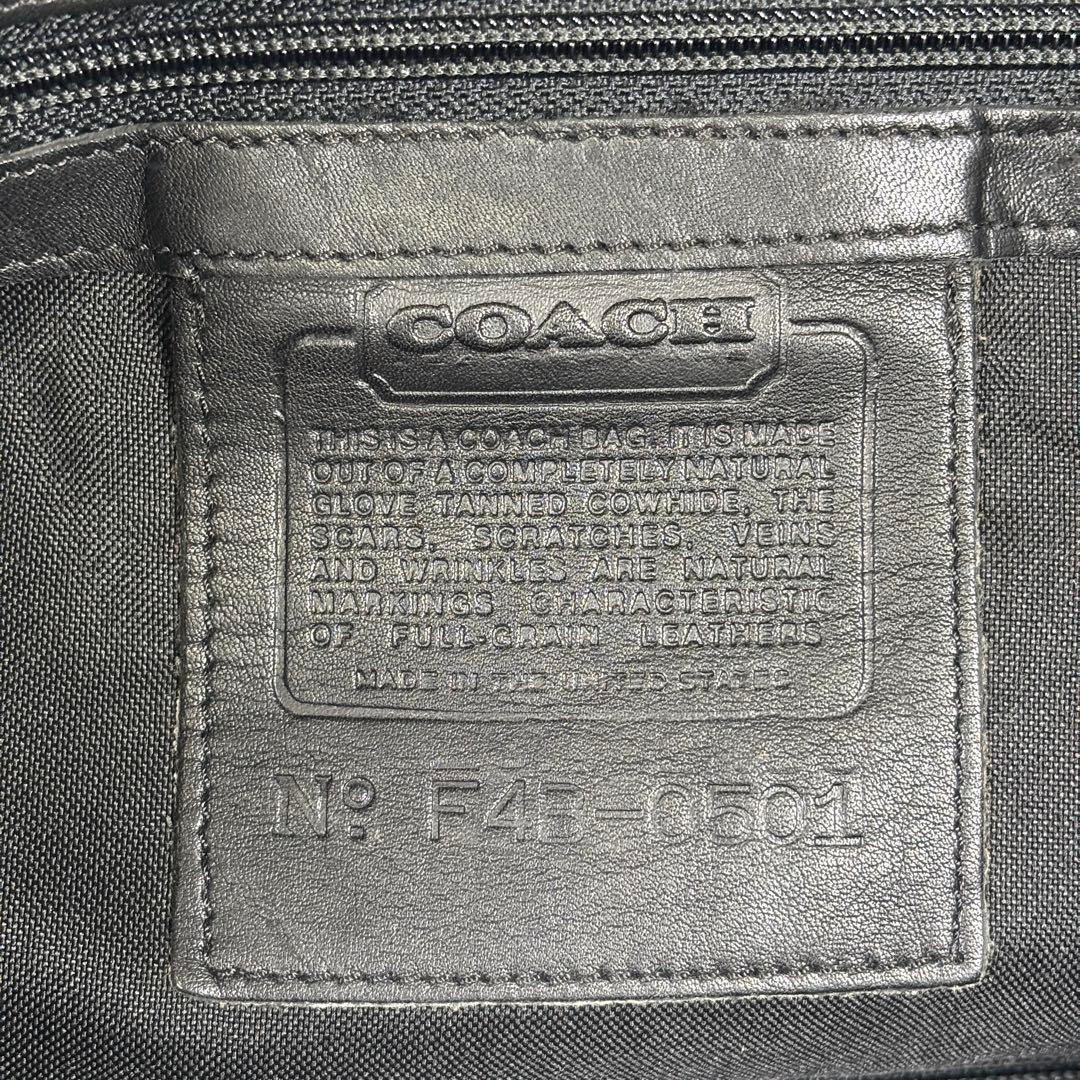 COACH
THIS IS A COACH BAG. IT IS MADE
OUT OF A COMPLETELY NATURAL
GLOVE TANNED COWHIDE, THE
SCARS, SCRATCHES, VEINS
AND WRINKLES ARE NATURAL
MARKINGS CHARACTERISTIC
OF FULL-GRAIN LEATHERS
MADE IN THE UNITED STATES
No: F4B-0501